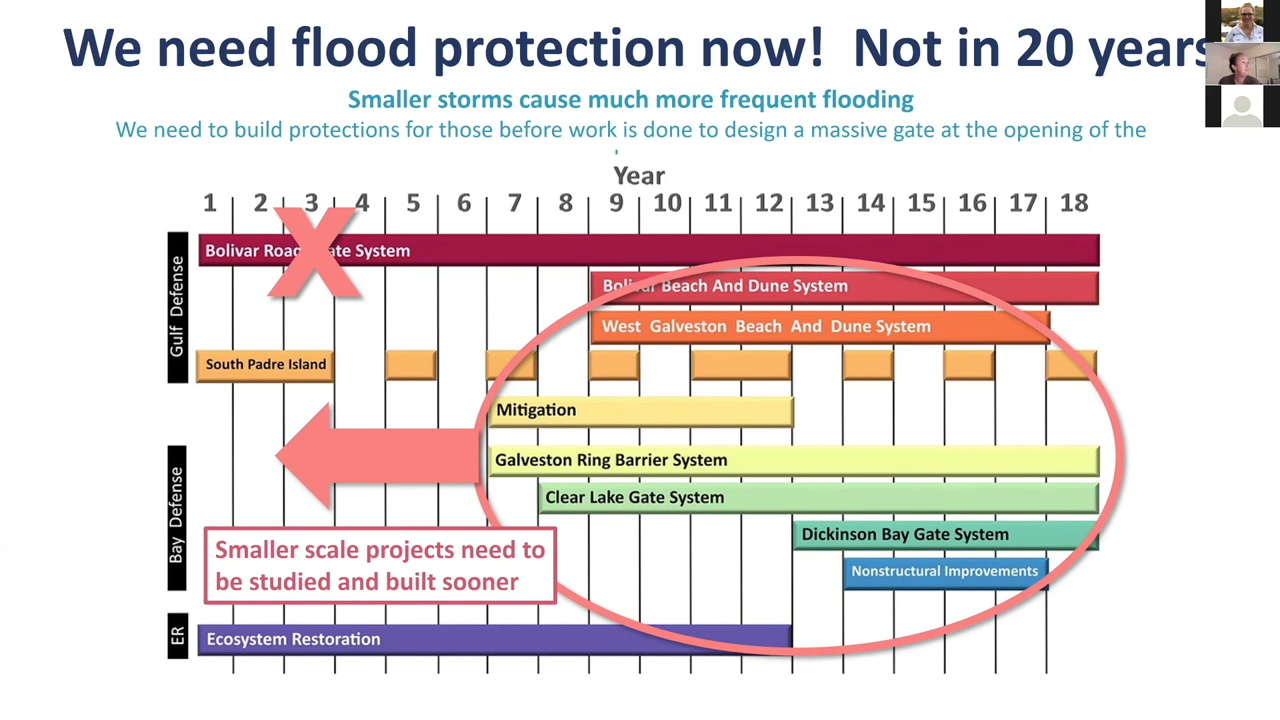 We need flood protection now! Not in 20 years
Smaller storms cause much more frequent flooding
We need to build protections for those before work is done to design a massive gate at the opening of the
Year
1 2 3 4 5 6 7 8 9 10 11 12 13 14 15 16 17 18
Gulf Defense
Bolivar Road Gate System
X
Bolivar Beach And Dune System
West Galveston Beach And Dune System
South Padre Island
Mitigation
Bay Defense
Galveston Ring Barrier System
Clear Lake Gate System
Dickinson Bay Gate System
Smaller scale projects need to
be studied and built sooner
Nonstructural Improvements
ER
Ecosystem Restoration